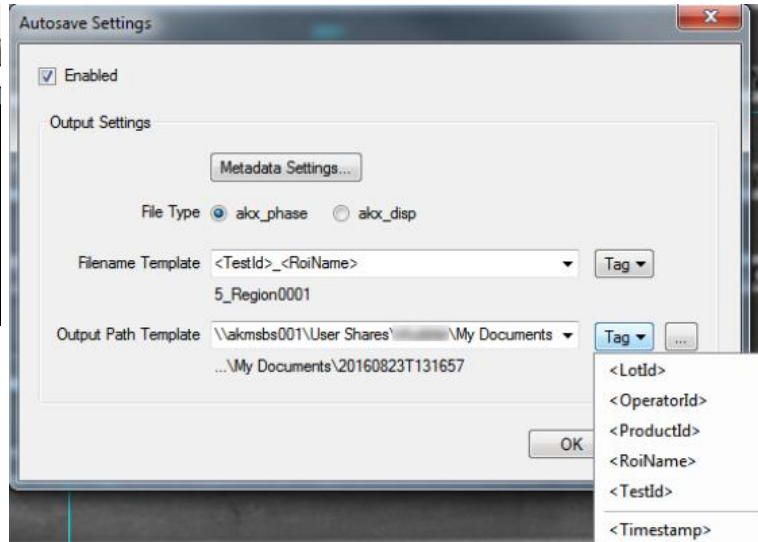 Autosave Settings
Enabled
Output Settings
Metadata Settings...
File Type akx_phase akx_disp
Filename Template <TestId>_<RoiName> Tag
5_Region0001
Output Path Template \\akmsbs001\User Shares\ \My Documents Tag ...
...\My Documents\20160823T131657
<LotId>
<OperatorId>
<ProductId>
<RoiName>
OK
<TestId>
<Timestamp>